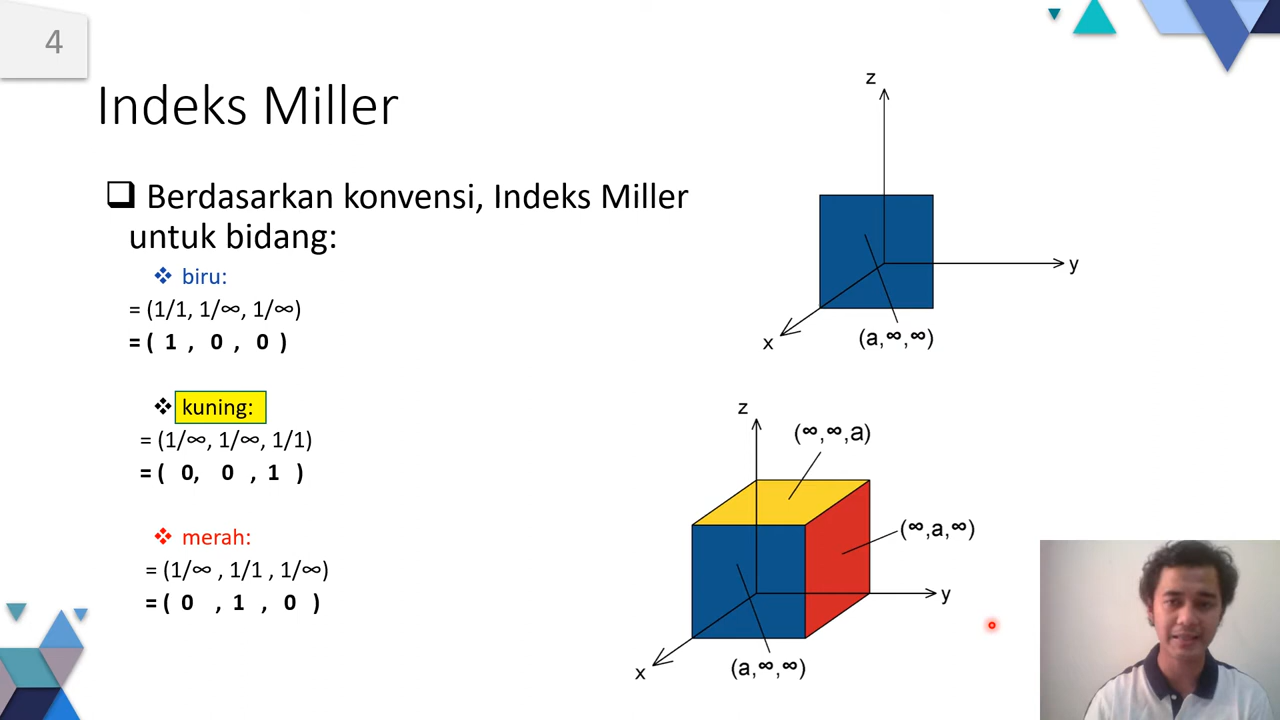 4
Indeks Miller
❑ Berdasarkan konvensi, Indeks Miller
untuk bidang:
❖ biru:
= (1/1, 1/∞, 1/∞)
= ( 1 , 0 , 0 )
❖ kuning:
= (1/∞, 1/∞, 1/1)
= ( 0, 0 , 1 )
❖ merah:
= (1/∞ , 1/1 , 1/∞)
= ( 0 , 1 , 0 )
z
y
x
(a,∞,∞)
z
(∞,∞,a)
(∞,a,∞)
y
x
(a,∞,∞)